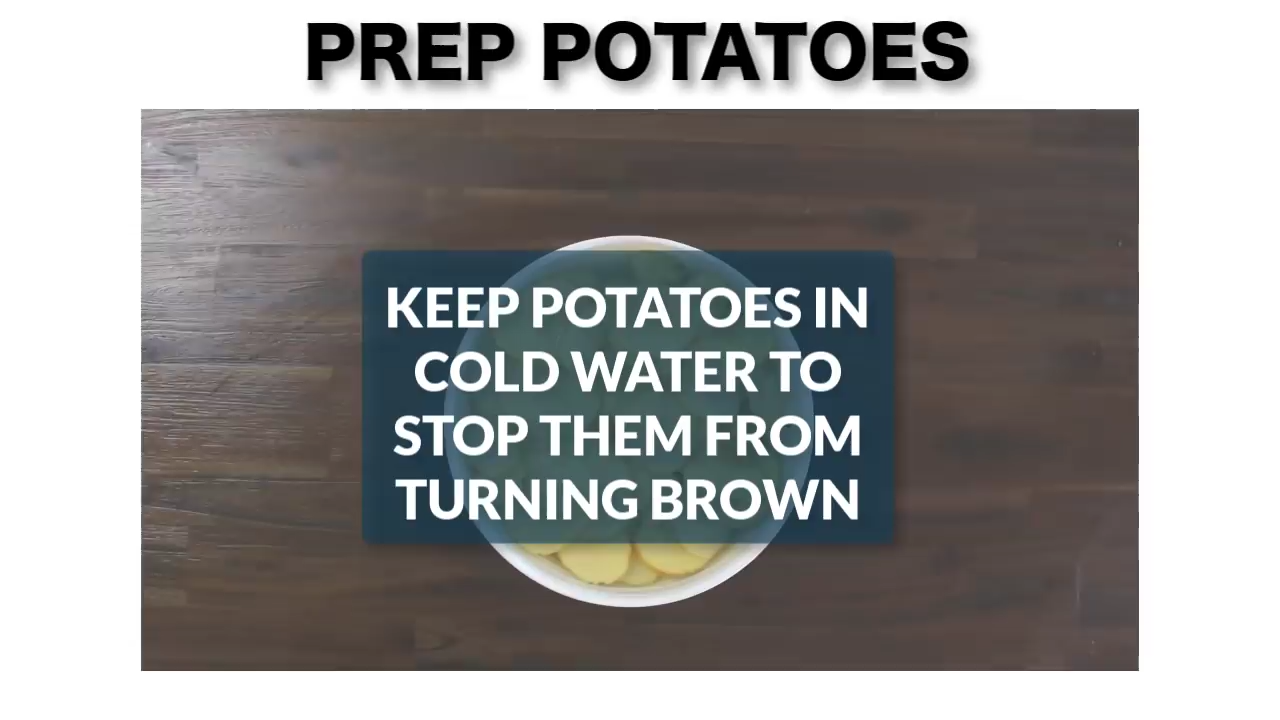 PREP POTATOES
KEEP POTATOES IN
COLD WATER TO
STOP THEM FROM
TURNING BROWN